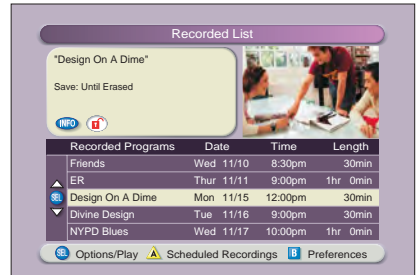 Recorded List
"Design On A Dime"
Save: Until Erased
INFO
Recorded Programs Date Time Length
Friends Wed 11/10 8:30pm 30min
ER Thur 11/11 9:00pm 1hr 0min
SEL Design On A Dime Mon 11/15 12:00pm 30min
Divine Design Tue 11/16 9:00pm 30min
NYPD Blues Wed 11/17 10:00pm 1hr 0min
SEL Options/Play A Scheduled Recordings B Preferences